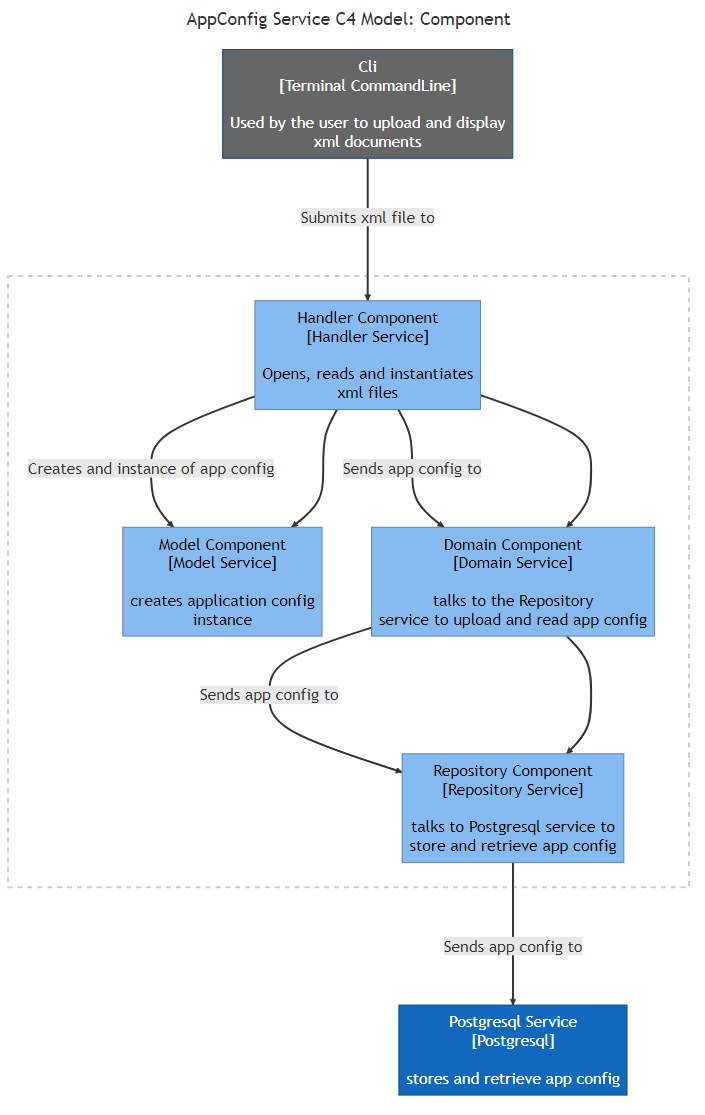 AppConfig Service C4 Model: Component
Cli
[Terminal CommandLine]
Used by the user to upload and display
xml documents
Submits xml file to
Handler Component
[Handler Service]
Opens, reads and instantiates
xml files
Creates and instance of app config
Sends app config to
Model Component
[Model Service]
creates application config
instance
Domain Component
[Domain Service]
talks to the Repository
service to upload and read app config
Sends app config to
Repository Component
[Repository Service]
talks to Postgresql service to
store and retrieve app config
Sends app config to
Postgresql Service
[Postgresql]
stores and retrieve app config